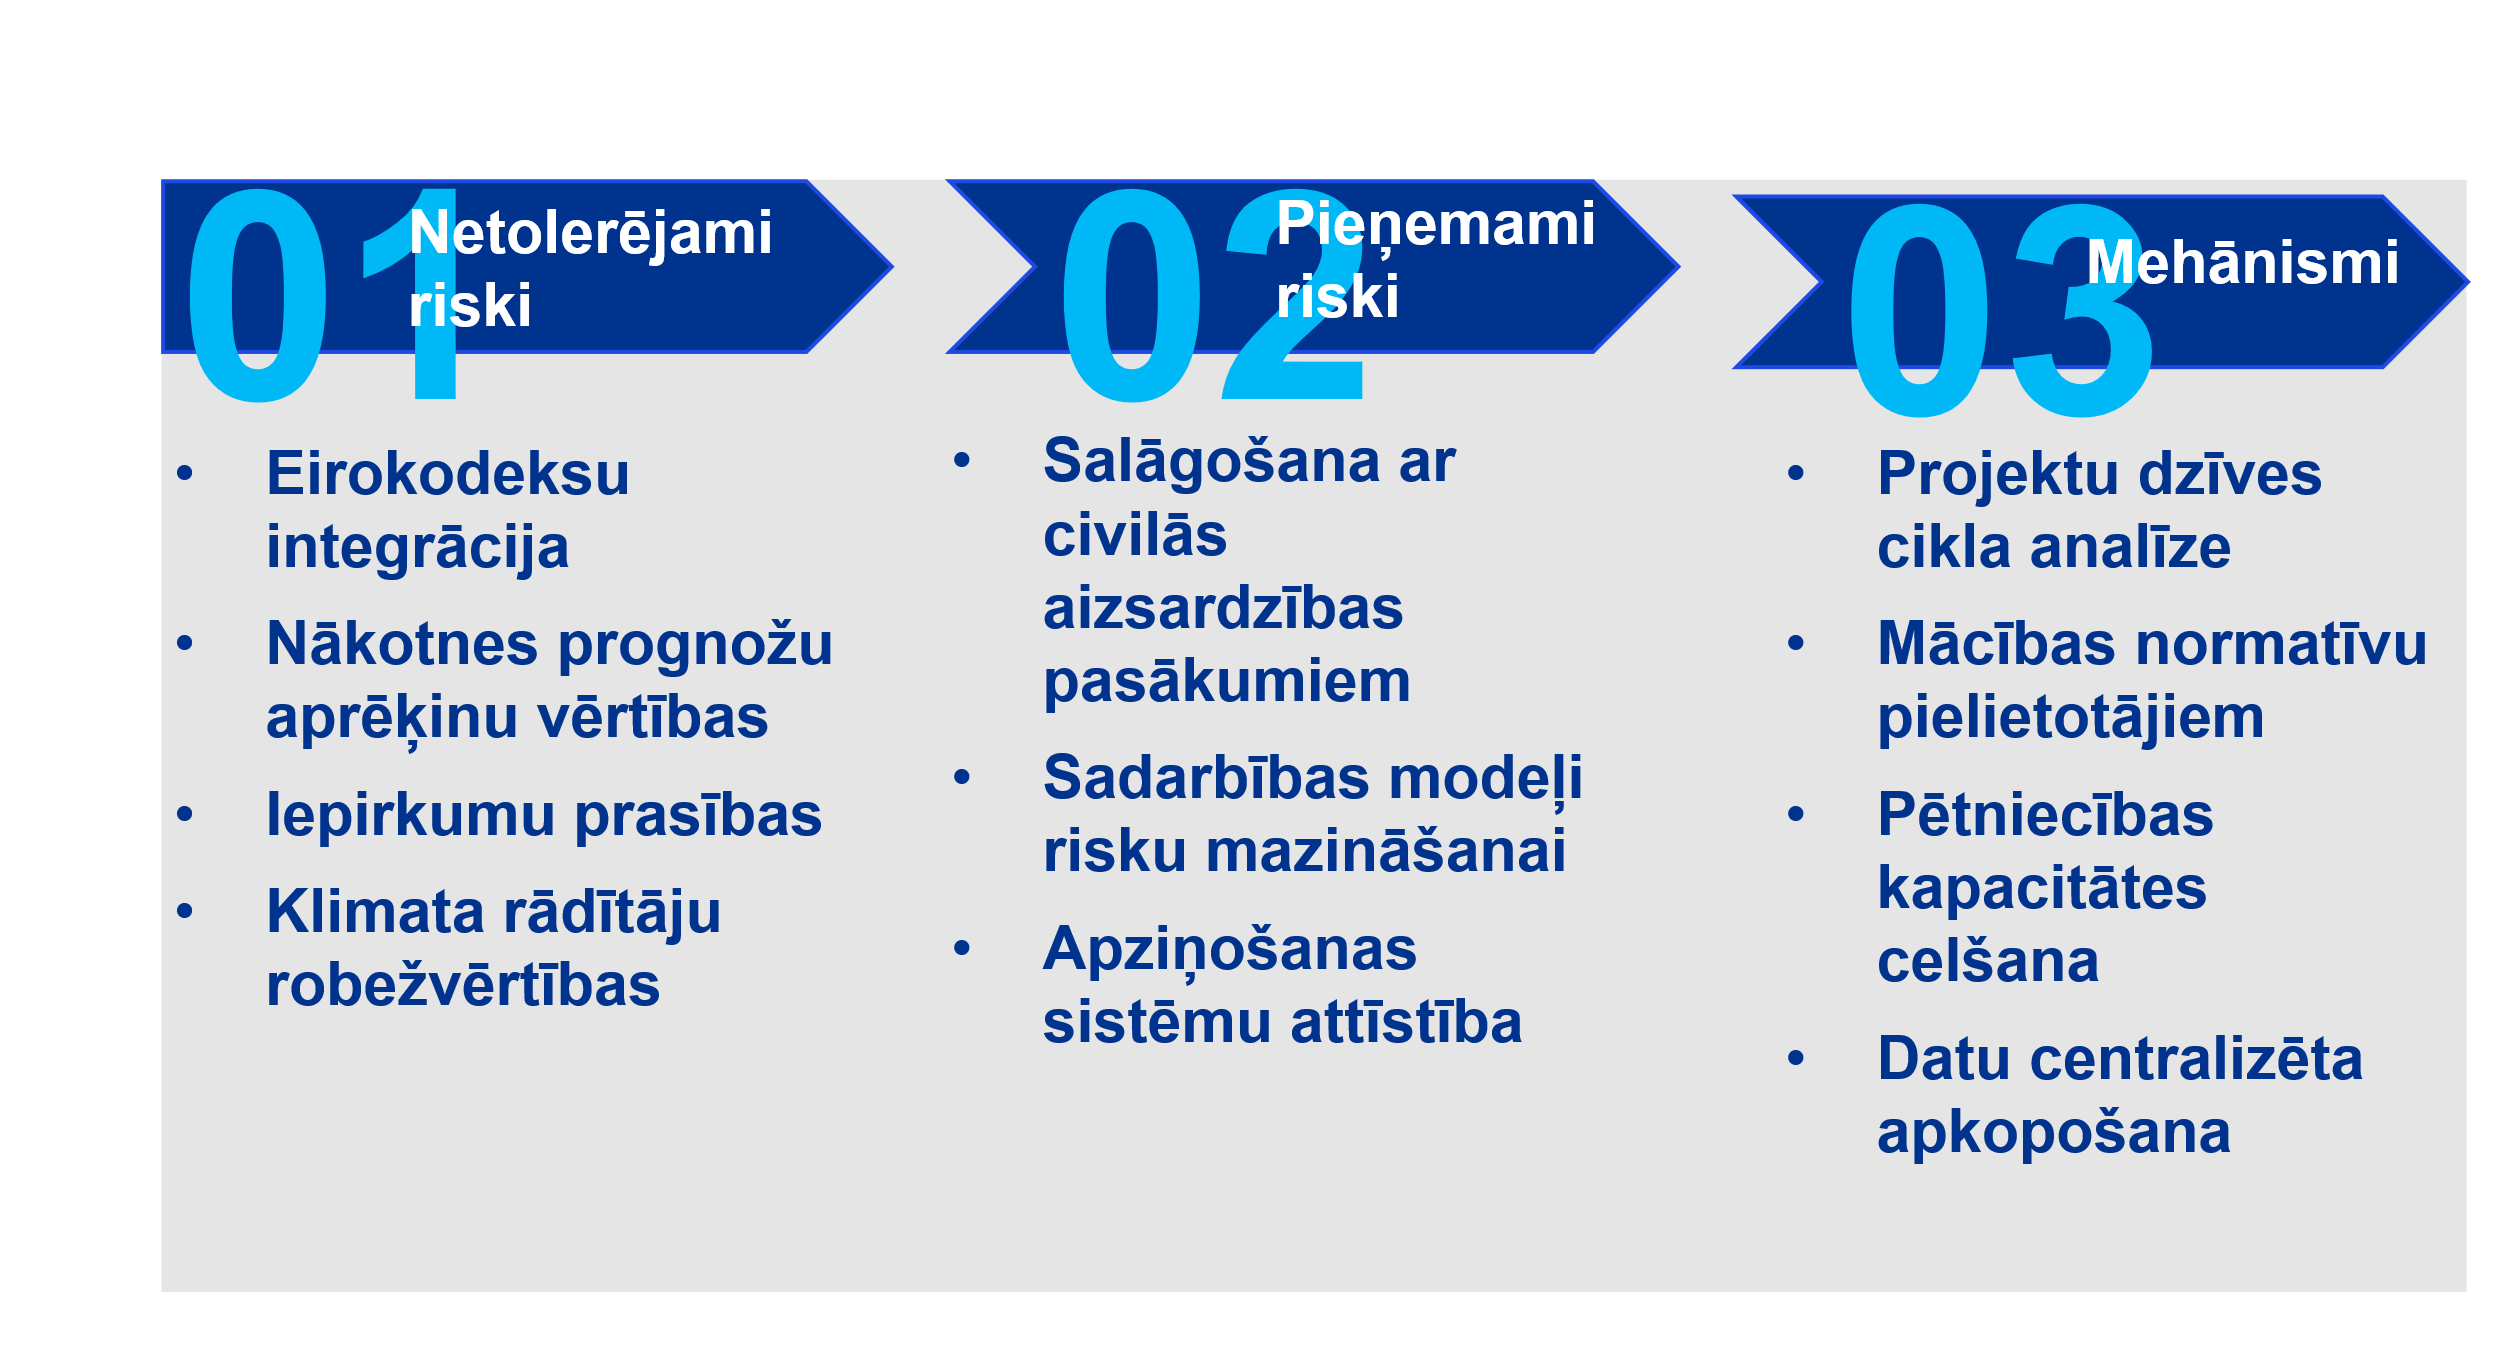 01
Netolerējami
riski
• Eirokodeksu
integrācija
• Nākotnes prognožu
aprēķinu vērtības
• Iepirkumu prasības
• Klimata rādītāju
robežvērtības
02
Pieņemami
riski
• Salāgošana ar
civilās
aizsardzības
pasākumiem
• Sadarbības modeļi
risku mazināšanai
• Apziņošanas
sistēmu attīstība
03
Mehānismi
• Projektu dzīves
cikla analīze
• Mācības normatīvu
pielietotājiem
• Pētniecības
kapacitātes
celšana
• Datu centralizēta
apkopošana